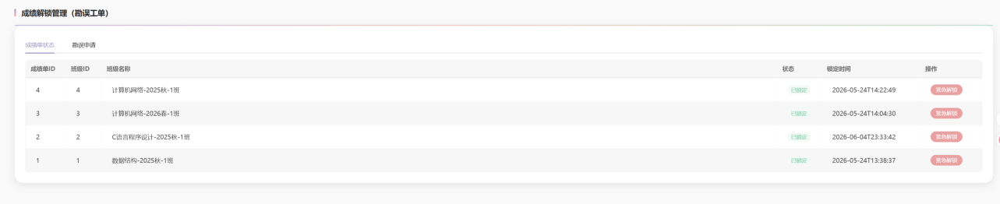 成绩解锁管理（勘误工单）
成绩单状态 勘误申请
成绩单ID 班级ID 班级名称 状态 锁定时间 操作
4 4 计算机网络-2025秋-1班 已锁定 2026-05-24T14:22:49 紧急解锁
3 3 计算机网络-2026春-1班 已锁定 2026-05-24T14:04:30 紧急解锁
2 2 C语言程序设计-2025秋-1班 已锁定 2026-06-04T23:33:42 紧急解锁
1 1 数据结构-2025秋-1班 已锁定 2026-05-24T13:38:37 紧急解锁